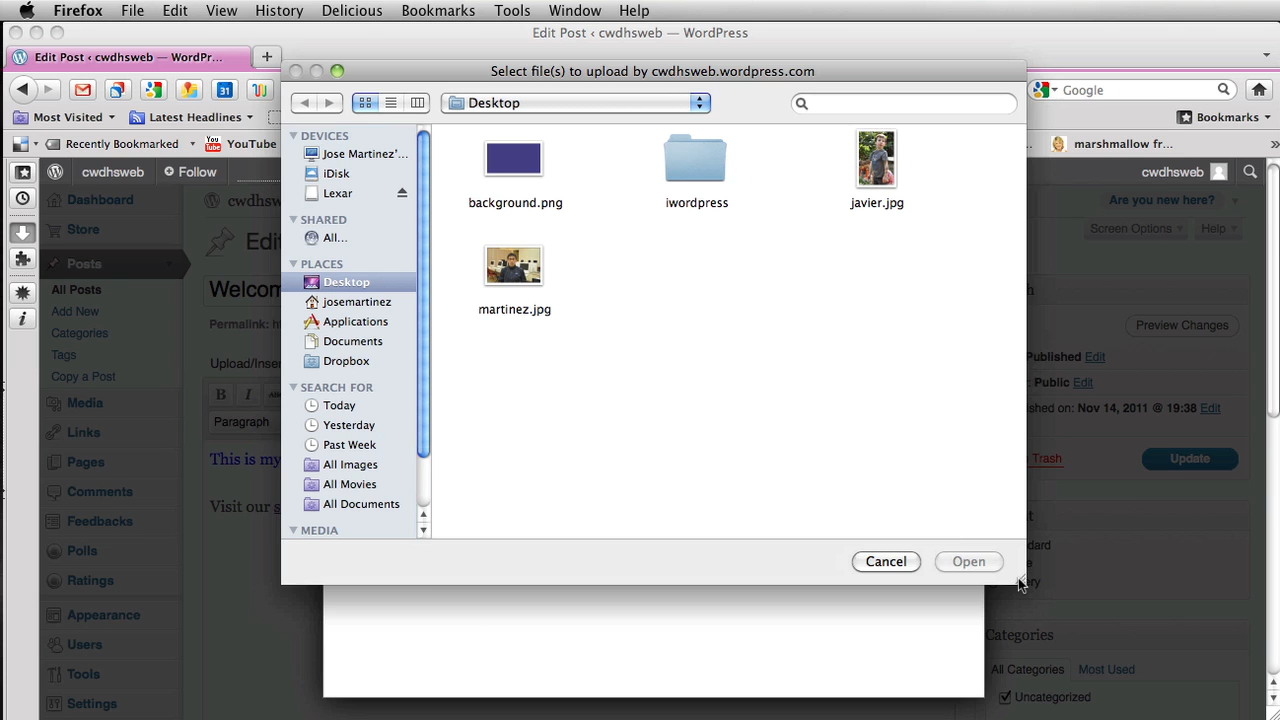 Firefox File Edit View History Delicious Bookmarks Tools Window Help
Edit Post ‹ cwdhsweb — WordPress
Edit Post ‹ cwdhsweb — WordPr...
Select file(s) to upload by cwdhsweb.wordpress.com
31
Google
Desktop
Most Visited
Latest Headlines
Bookmarks
Recently Bookmarked
You Tube
YouTube
marshmallow fr...
cwdhsweb
Follow
cwdhsweb
DEVICES
Jose Martinez'...
iDisk
Lexar
SHARED
All...
PLACES
Desktop
josemartinez
Applications
Documents
Dropbox
SEARCH FOR
Today
Yesterday
Past Week
All Images
All Movies
All Documents
MEDIA
background.png
iwordpress
javier.jpg
martinez.jpg
Cancel
Open
Dashboard
Store
Posts
All Posts
Add New
Categories
Tags
Copy a Post
Media
Links
Pages
Comments
Feedbacks
Polls
Ratings
Appearance
Users
Tools
Settings
Edi
Welcom
Permalink:
Upload/Inser
B I
Paragraph
This is my
Visit our
Are you new here?
Screen Options
Help
Preview Changes
Published Edit
Public Edit
Nov 14, 2011 @ 19:38 Edit
Trash
Update
Categories
All Categories
Most Used
Uncategorized